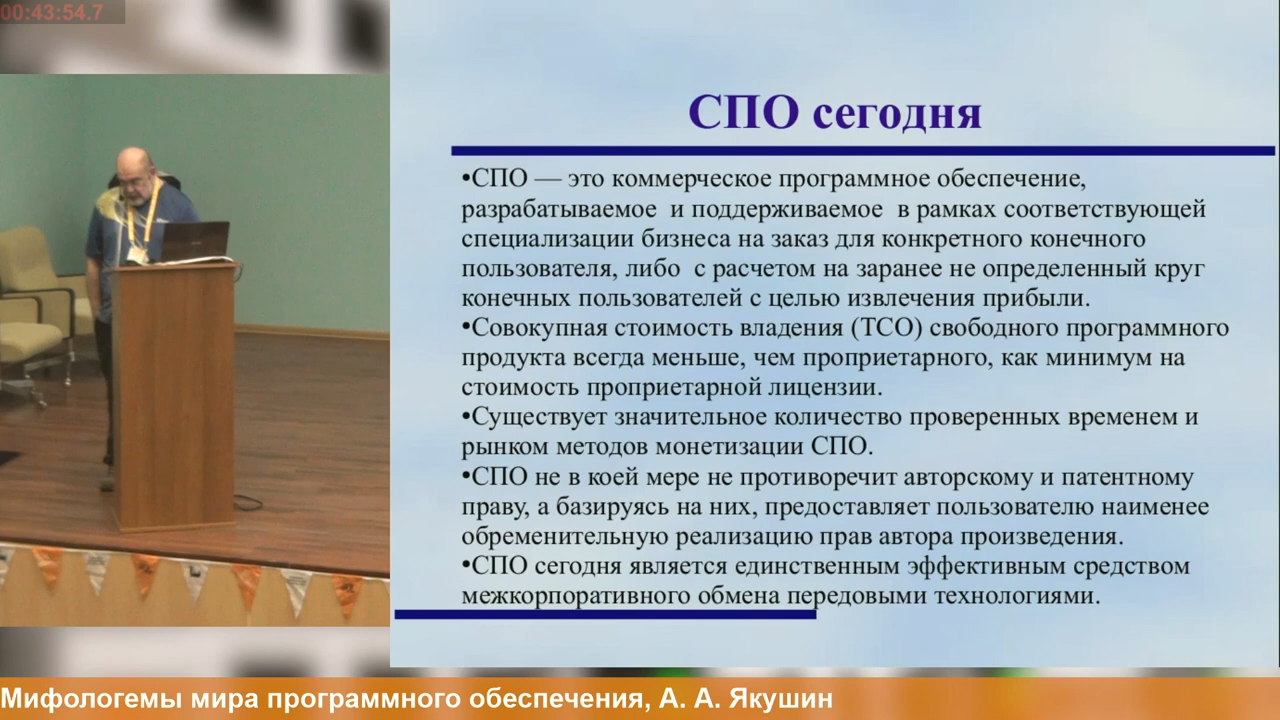 00:43:54.7
СПО сегодня
•СПО — это коммерческое программное обеспечение,
разрабатываемое и поддерживаемое в рамках соответствующей
специализации бизнеса на заказ для конкретного конечного
пользователя, либо с расчетом на заранее не определенный круг
конечных пользователей с целью извлечения прибыли.
•Совокупная стоимость владения (ТСО) свободного программного
продукта всегда меньше, чем проприетарного, как минимум на
стоимость проприетарной лицензии.
•Существует значительное количество проверенных временем и
рынком методов монетизации СПО.
•СПО не в коей мере не противоречит авторскому и патентному
праву, а базируясь на них, предоставляет пользователю наименее
обременительную реализацию прав автора произведения.
•СПО сегодня является единственным эффективным средством
межкорпоративного обмена передовыми технологиями.
Мифологемы мира программного обеспечения, А. А. Якушин